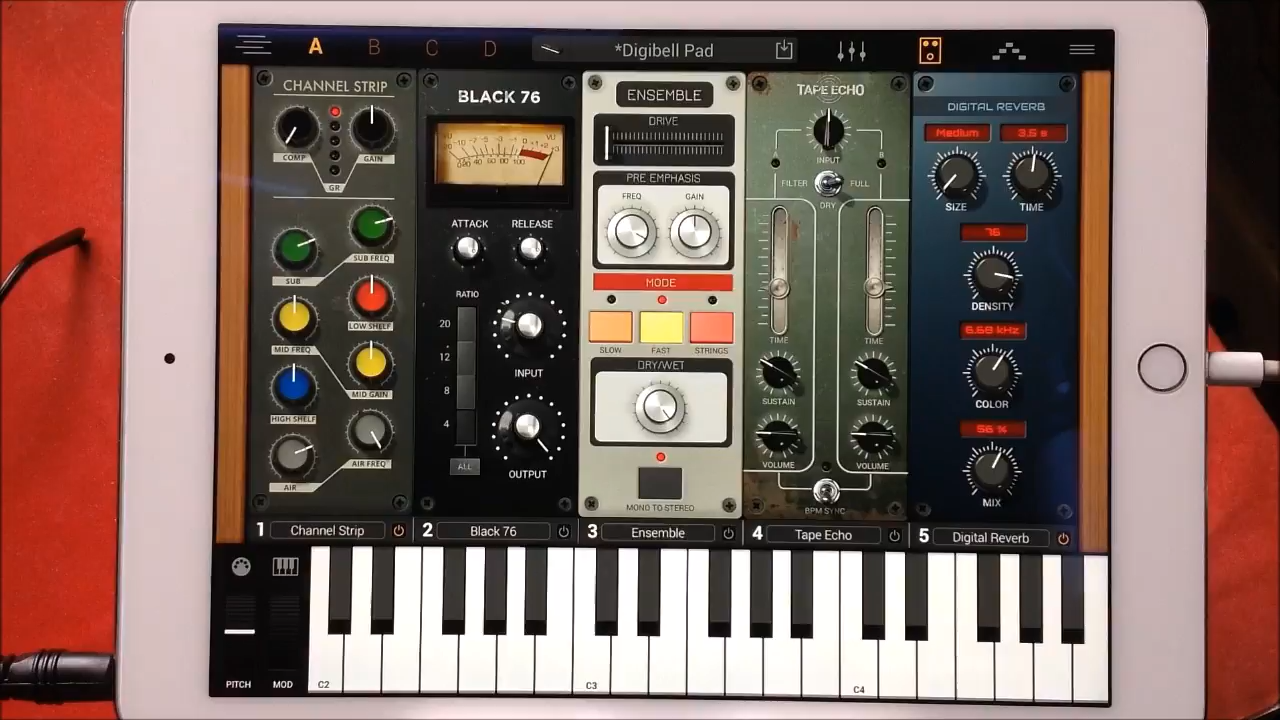 A B C D *Digibell Pad
CHANNEL STRIP
COMP
GAIN
GR
SUB FREQ
SUB
LOW SHELF
MID FREQ
MID GAIN
HIGH SHELF
AIR FREQ
AIR
BLACK 76
VU
ATTACK RELEASE
RATIO
20
12
8
4
ALL
INPUT
OUTPUT
ENSEMBLE
DRIVE
PRE EMPHASIS
FREQ GAIN
MODE
SLOW FAST STRINGS
DRY/WET
MONO TO STEREO
TAPE ECHO
INPUT
FILTER FULL
DRY
TIME TIME
SUSTAIN SUSTAIN
VOLUME VOLUME
BPM SYNC
DIGITAL REVERB
Medium 3.5 s
SIZE TIME
76
DENSITY
6.68 kHz
COLOR
56 %
MIX
1 Channel Strip
2 Black 76
3 Ensemble
4 Tape Echo
5 Digital Reverb
PITCH MOD C2 C3 C4